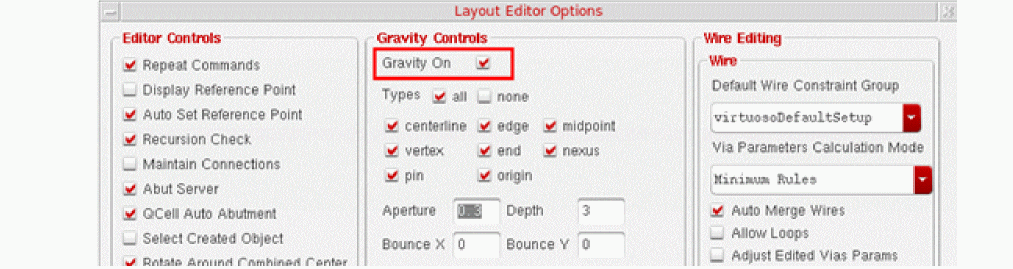 Layout Editor Options
Editor Controls
Repeat Commands
Display Reference Point
Auto Set Reference Point
Recursion Check
Maintain Connections
Abut Server
QCell Auto Abutment
Select Created Object
Rotate Around Combined Center
Gravity Controls
Gravity On
Types all none
centerline edge midpoint
vertex end nexus
pin origin
Aperture 0.3 Depth 3
Bounce X 0 Bounce Y 0
Wire Editing
Wire
Default Wire Constraint Group
virtuosoDefaultSetup
Via Parameters Calculation Mode
Minimum Rules
Auto Merge Wires
Allow Loops
Adjust Edited Vias Params